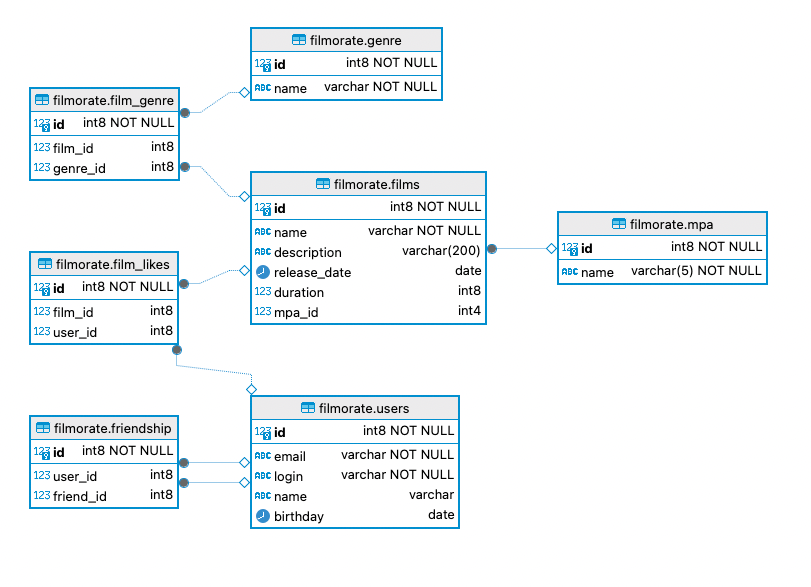 filmorate.genre
123 id int8 NOT NULL
ABC name varchar NOT NULL
filmorate.film_genre
123 id int8 NOT NULL
123 film_id int8
123 genre_id int8
filmorate.films
123 id int8 NOT NULL
ABC name varchar NOT NULL
ABC description varchar(200)
release_date date
123 duration int8
123 mpa_id int4
filmorate.mpa
123 id int8 NOT NULL
ABC name varchar(5) NOT NULL
filmorate.film_likes
123 id int8 NOT NULL
123 film_id int8
123 user_id int8
filmorate.users
123 id int8 NOT NULL
ABC email varchar NOT NULL
ABC login varchar NOT NULL
ABC name varchar
birthday date
filmorate.friendship
123 id int8 NOT NULL
123 user_id int8
123 friend_id int8